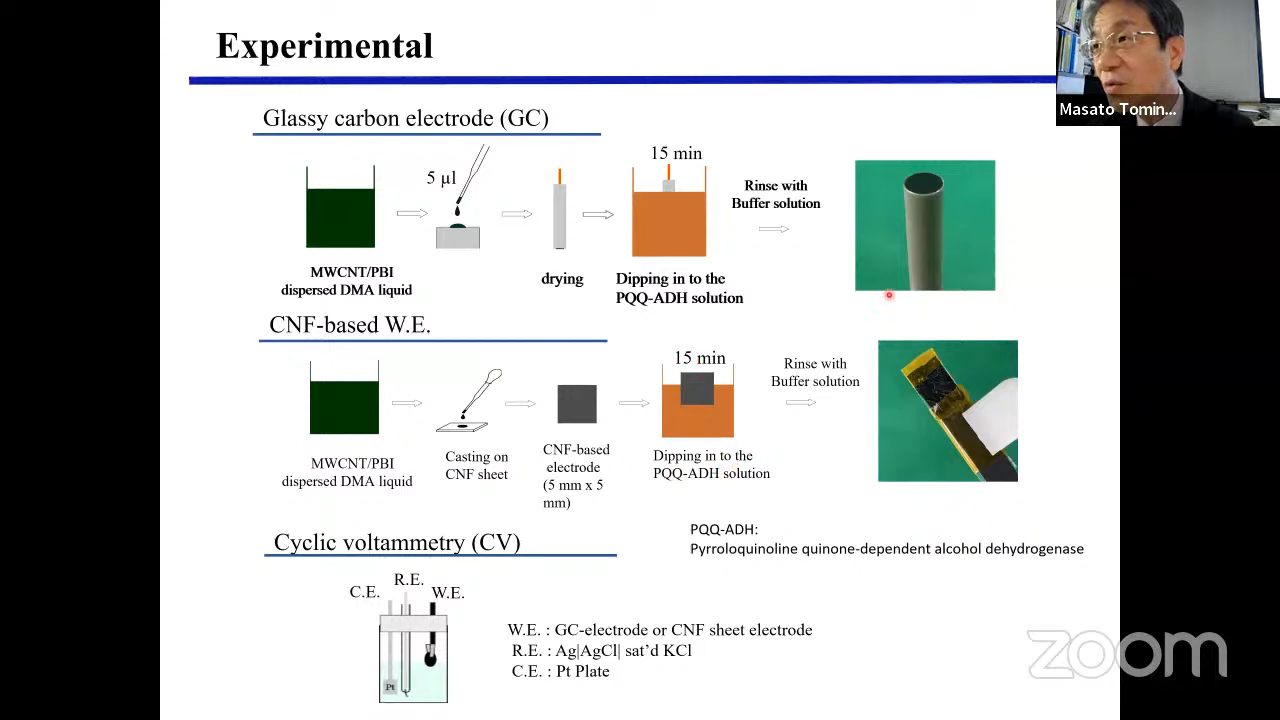 Experimental
Masato Tomin...
Glassy carbon electrode (GC)
5 µl
15 min
Rinse with
Buffer solution
MWCNT/PBI
dispersed DMA liquid
drying
Dipping in to the
PQQ-ADH solution
CNF-based W.E.
15 min
Rinse with
Buffer solution
MWCNT/PBI
dispersed DMA liquid
Casting on
CNF sheet
CNF-based
electrode
(5 mm x 5
mm)
Dipping in to the
PQQ-ADH solution
PQQ-ADH:
Pyrroloquinoline quinone-dependent alcohol dehydrogenase
Cyclic voltammetry (CV)
C.E.
R.E.
W.E.
Pt
W.E. : GC-electrode or CNF sheet electrode
R.E. : Ag|AgCl| sat’d KCl
C.E. : Pt Plate
zoom